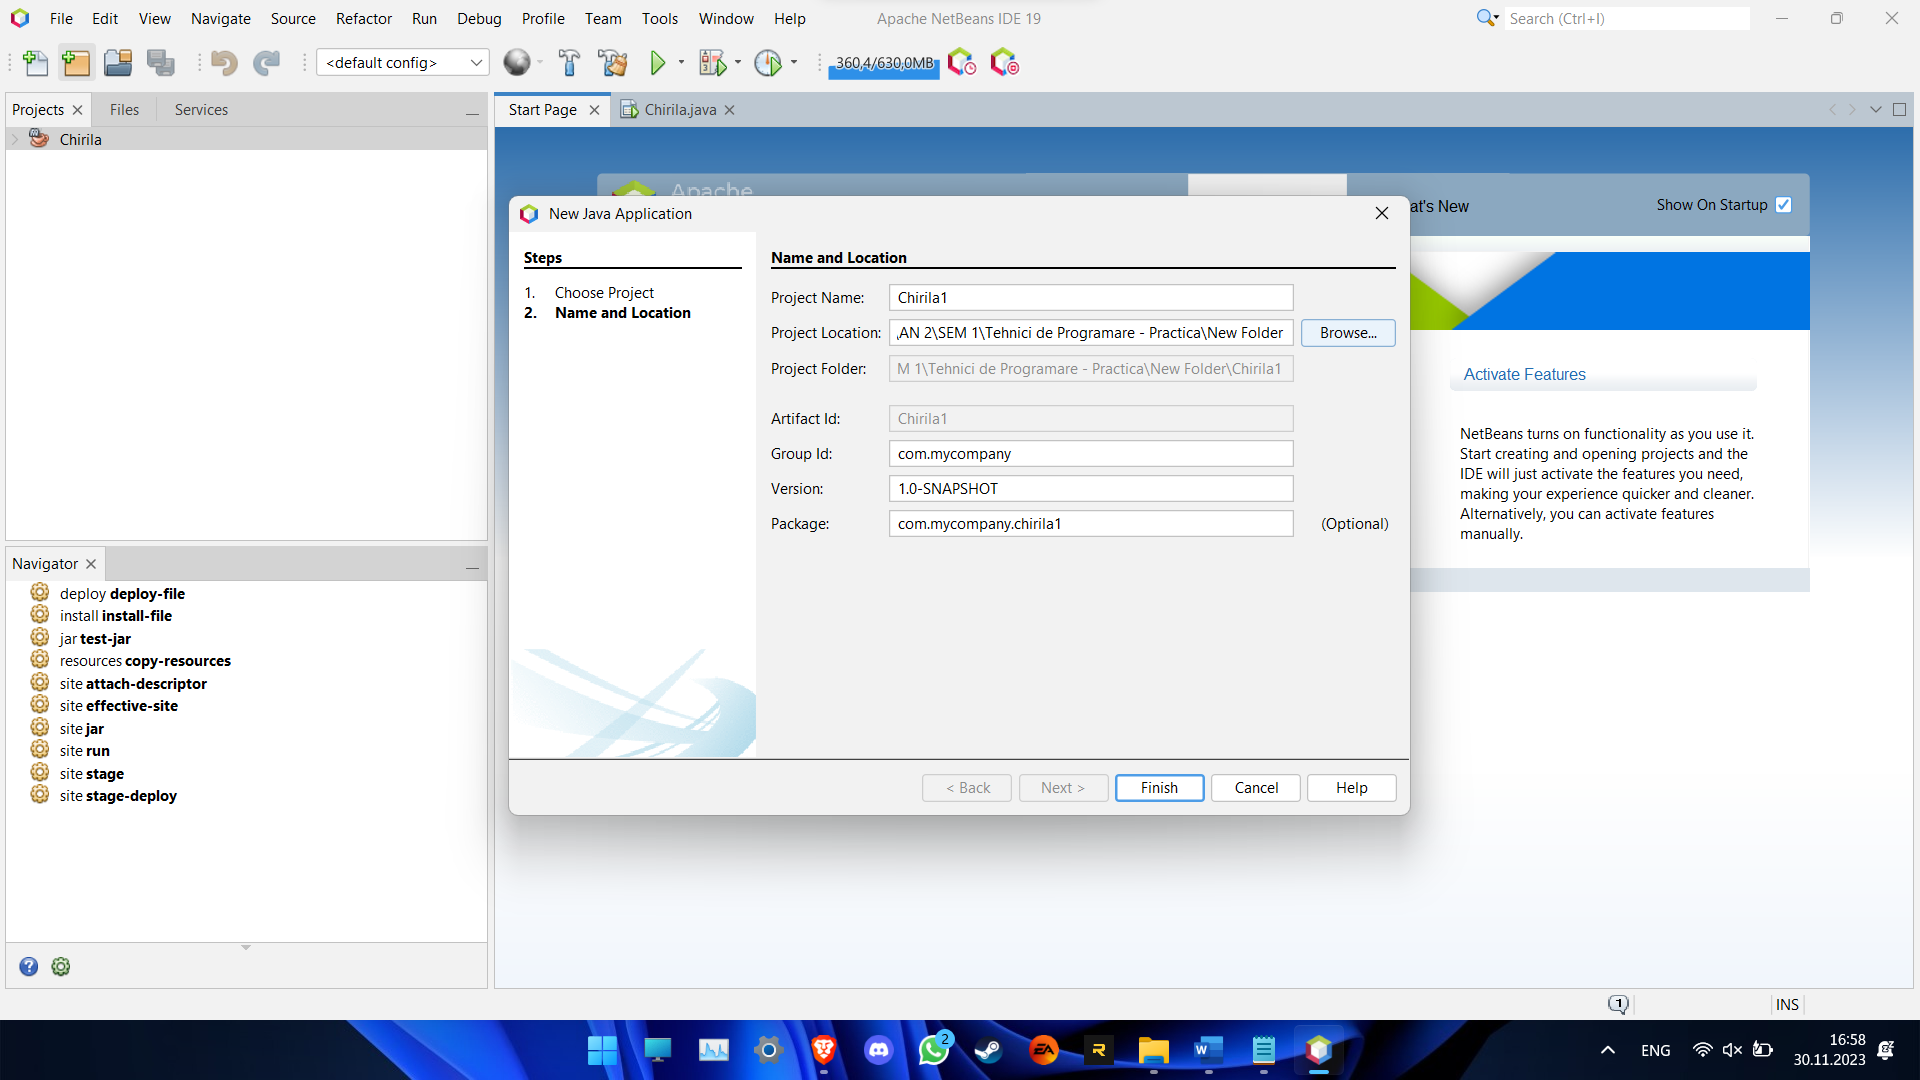 File Edit View Navigate Source Refactor Run Debug Profile Team Tools Window Help
Apache NetBeans IDE 19
Search (Ctrl+I)
<default config>
360,4/630,0MB
Projects Files Services
Start Page Chirila.java
Chirila
Apache
at's New
Show On Startup
New Java Application
Steps
1. Choose Project
2. Name and Location
Name and Location
Project Name: Chirila1
Project Location: AN 2\SEM 1\Tehnici de Programare - Practica\New Folder Browse...
Project Folder: M 1\Tehnici de Programare - Practica\New Folder\Chirila1
Artifact Id: Chirila1
Group Id: com.mycompany
Version: 1.0-SNAPSHOT
Package: com.mycompany.chirila1 (Optional)
< Back Next > Finish Cancel Help
Activate Features
NetBeans turns on functionality as you use it.
Start creating and opening projects and the
IDE will just activate the features you need,
making your experience quicker and cleaner.
Alternatively, you can activate features
manually.
Navigator
deploy deploy-file
install install-file
jar test-jar
resources copy-resources
site attach-descriptor
site effective-site
site jar
site run
site stage
site stage-deploy
1
INS
2
EA
R
W
ENG
16:58
30.11.2023